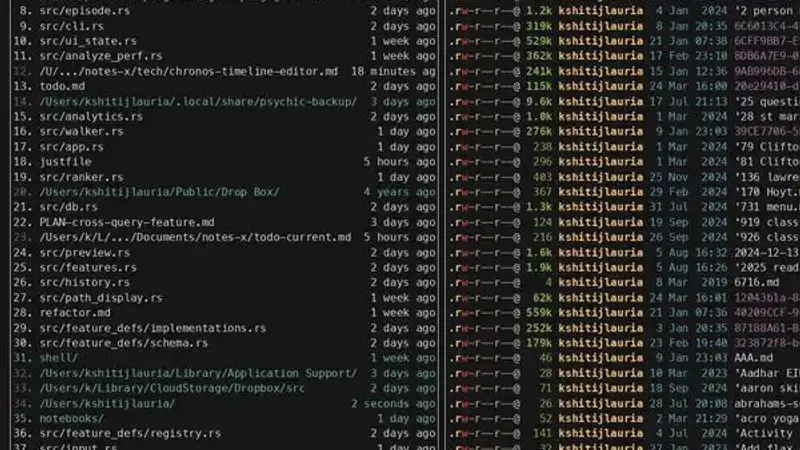 8. src/episode.rs 2 days ago
9. src/cli.rs 2 days ago
10. src/ui_state.rs 1 week ago
11. src/analyze_perf.rs 1 week ago
12. /U/.../notes-x/tech/chronos-timeline-editor.md 18 minutes ag
13. todo.md 2 days ago
14. /Users/kshitijlauria/.local/share/psychic-backup/ 3 days ago
15. src/analytics.rs 2 days ago
16. src/walker.rs 1 day ago
17. src/app.rs 1 day ago
18. justfile 5 hours ago
19. src/ranker.rs 1 day ago
20. /Users/kshitijlauria/Public/Drop Box/ 4 years ago
21. src/db.rs 2 days ago
22. PLAN-cross-query-feature.md 3 days ago
23. /Users/k/L/.../Documents/notes-x/todo-current.md 5 hours ago
24. src/preview.rs 2 days ago
25. src/features.rs 2 days ago
26. src/history.rs 2 days ago
27. src/path_display.rs 1 week ago
28. refactor.md 1 week ago
29. src/feature_defs/implementations.rs 2 days ago
30. src/feature_defs/schema.rs 2 days ago
31. shell/ 1 week ago
32. /Users/kshitijlauria/Library/Application Support/ 3 days ago
33. /Users/k/Library/CloudStorage/Dropbox/src 2 days ago
34. /Users/kshitijlauria/ 2 seconds ago
35. notebooks/ 1 day ago
36. src/feature_defs/registry.rs 2 days ago
37. src/input.rs 1 day ago
.rw-r--r--@ 1.2k kshitijlauria 4 Jan 2024 '2 person
.rw-r--r--@ 319k kshitijlauria 8 Jan 20:35 6C6013C4-4
.rw-r--r--@ 529k kshitijlauria 21 Jan 07:38 6CFF9BB7-E
.rw-r--r--@ 362k kshitijlauria 17 Feb 23:10 8DB6A7E9-0
.rw-r--r--@ 241k kshitijlauria 15 Jan 12:36 9AB996DB-6
.rw-r--r--@ 115k kshitijlauria 24 Mar 16:00 20e29410-d
.rw-r--r--@ 9.6k kshitijlauria 17 Jul 21:13 '25 questi
.rw-r--r--@ 1.0k kshitijlauria 1 Mar 2024 '28 st mar
.rw-r--r--@ 276k kshitijlauria 9 Jan 23:03 39CE7706-5
.rw-r--r--@ 238 kshitijlauria 1 Mar 2024 '79 Clifto
.rw-r--r--@ 296 kshitijlauria 1 Mar 2024 '81 Clifto
.rw-r--r--@ 403 kshitijlauria 25 Nov 2024 '136 lawre
.rw-r--r--@ 367 kshitijlauria 29 Feb 2024 '170 Hoyt.
.rw-r--r--@ 1.3k kshitijlauria 31 Jul 2024 '731 menu.
.rw-r--r--@ 124 kshitijlauria 19 Sep 2024 '919 class
.rw-r--r--@ 216 kshitijlauria 26 Sep 2024 '926 class
.rw-r--r--@ 1.6k kshitijlauria 5 Aug 16:32 2024-12-13
.rw-r--r--@ 1.9k kshitijlauria 5 Aug 16:26 '2025 read
.rw-r--r--@ 4 kshitijlauria 8 Mar 2019 6716.md
.rw-r--r--@ 62k kshitijlauria 24 Mar 16:01 12043b1a-8
.rw-r--r--@ 559k kshitijlauria 21 Jan 07:36 40209CCF-9
.rw-r--r--@ 252k kshitijlauria 3 Jan 20:35 87188A61-B
.rw-r--r--@ 179k kshitijlauria 23 Feb 19:40 323872f8-b
.rw-r--r--@ 46 kshitijlauria 9 Jan 23:03 AAA.md
.rw-r--r--@ 28 kshitijlauria 10 Mar 2023 "Aadhar EI
.rw-r--r--@ 71 kshitijlauria 18 Sep 2024 'aaron ski
.rw-r--r--@ 26 kshitijlauria 28 Jul 20:08 abrahams-s
.rw-r--r--@ 52 kshitijlauria 2 Mar 21:29 'acro yoga
.rw-r--r--@ 141 kshitijlauria 4 Jul 2024 'Activity
.rw-r--r--@ 32 kshitijlauria 27 Jan 2023 'Add flax